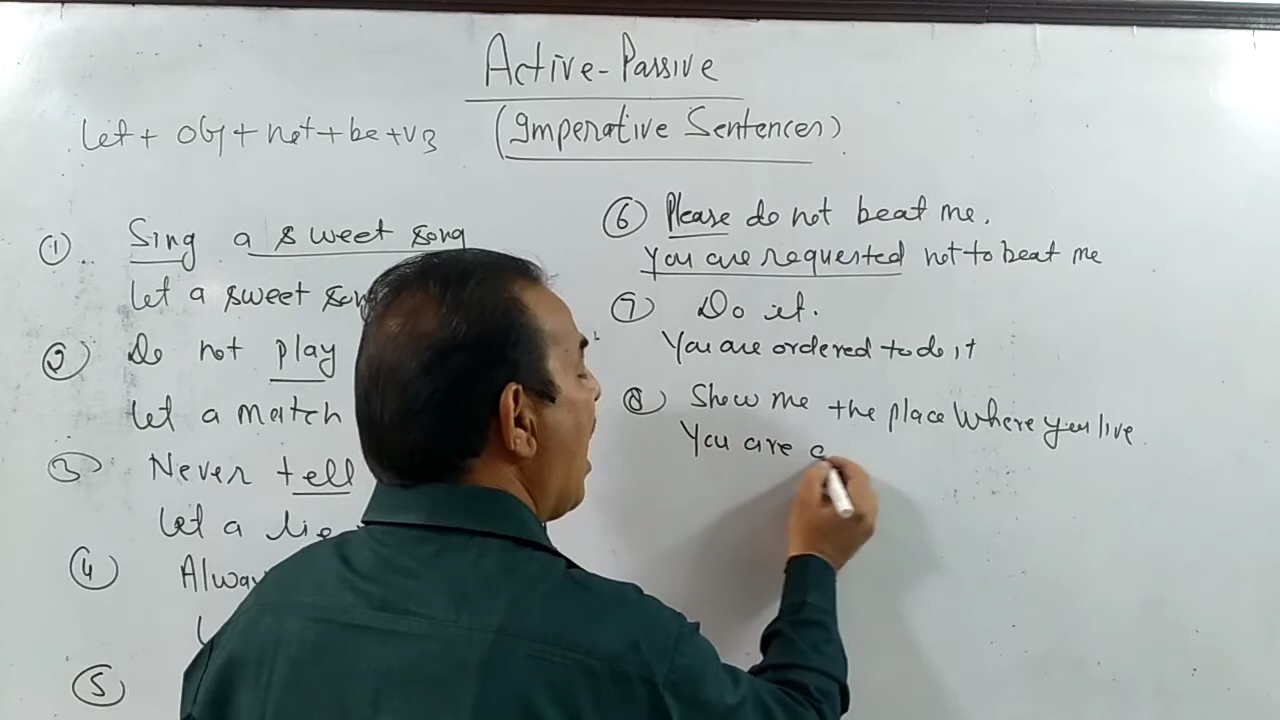 Active-Passive
(Imperative Sentences)
Let + obj + not + be + V3
① Sing a sweet song
let a sweet song
② Do not play
let a match
③ Never tell
let a lie
④
⑤
⑥ Please do not beat me.
You are requested not to beat me
⑦ Do it.
You are ordered to do it
⑧ Show me the place where you live.
You are